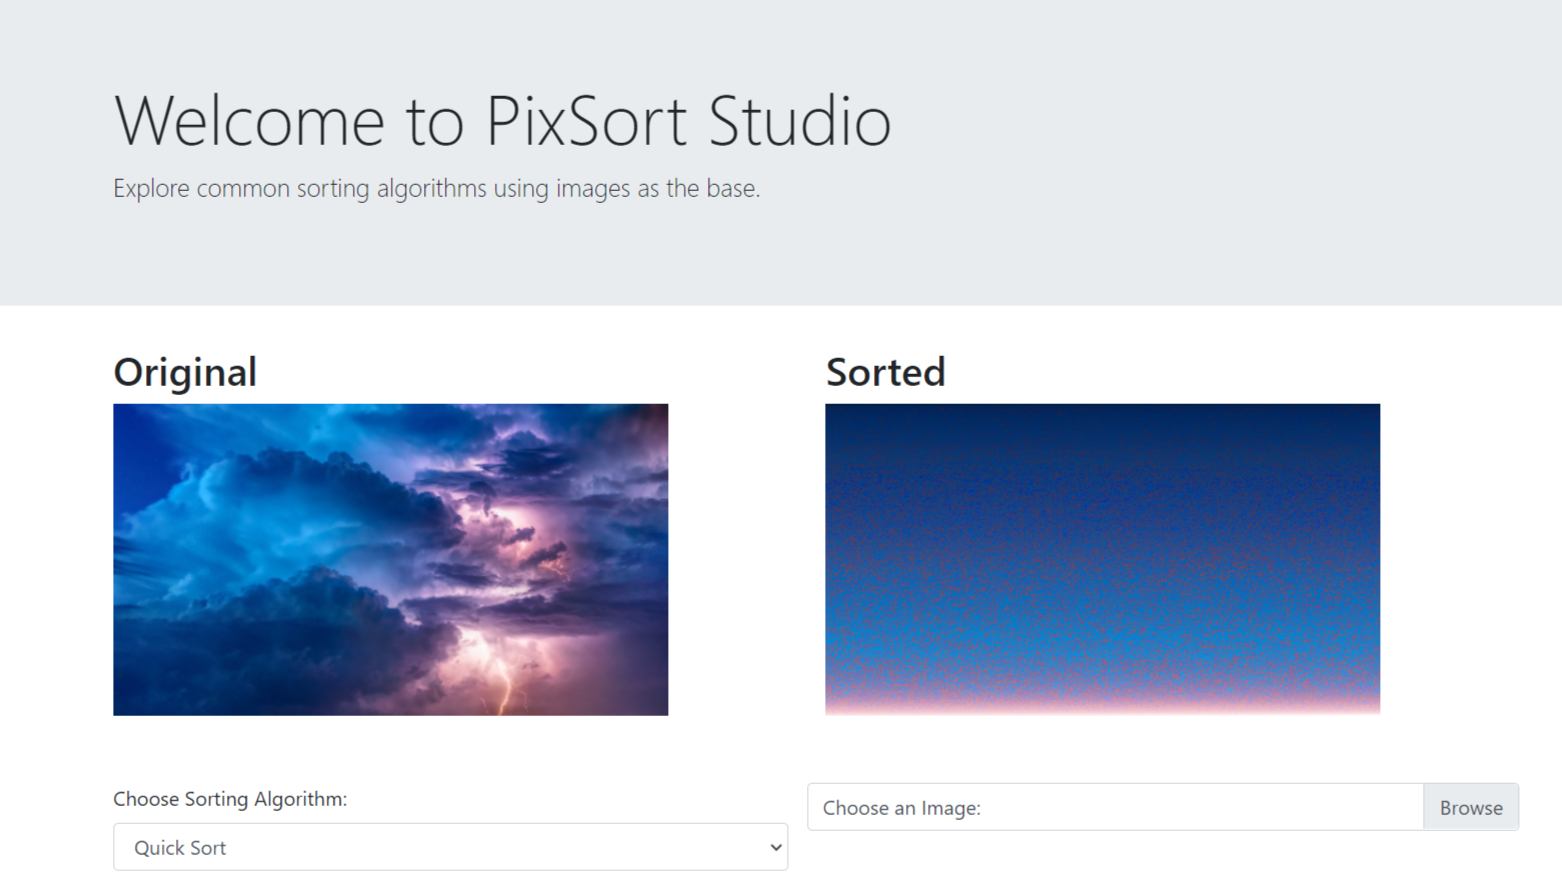 Welcome to PixSort Studio
Explore common sorting algorithms using images as the base.
Original
Sorted
Choose Sorting Algorithm:
Quick Sort
Choose an Image:
Browse